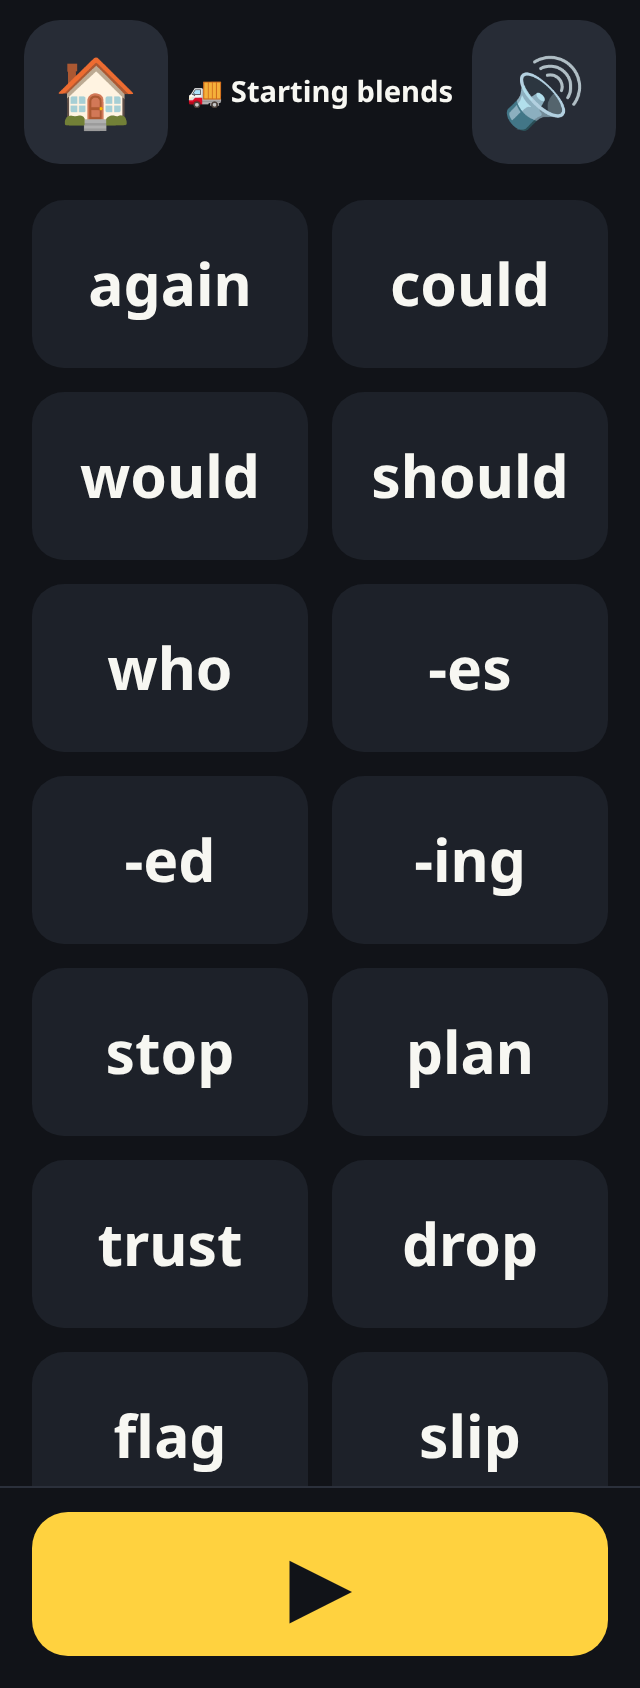 🚚 Starting blends
again could
would should
who -es
-ed -ing
stop plan
trust drop
flag slip